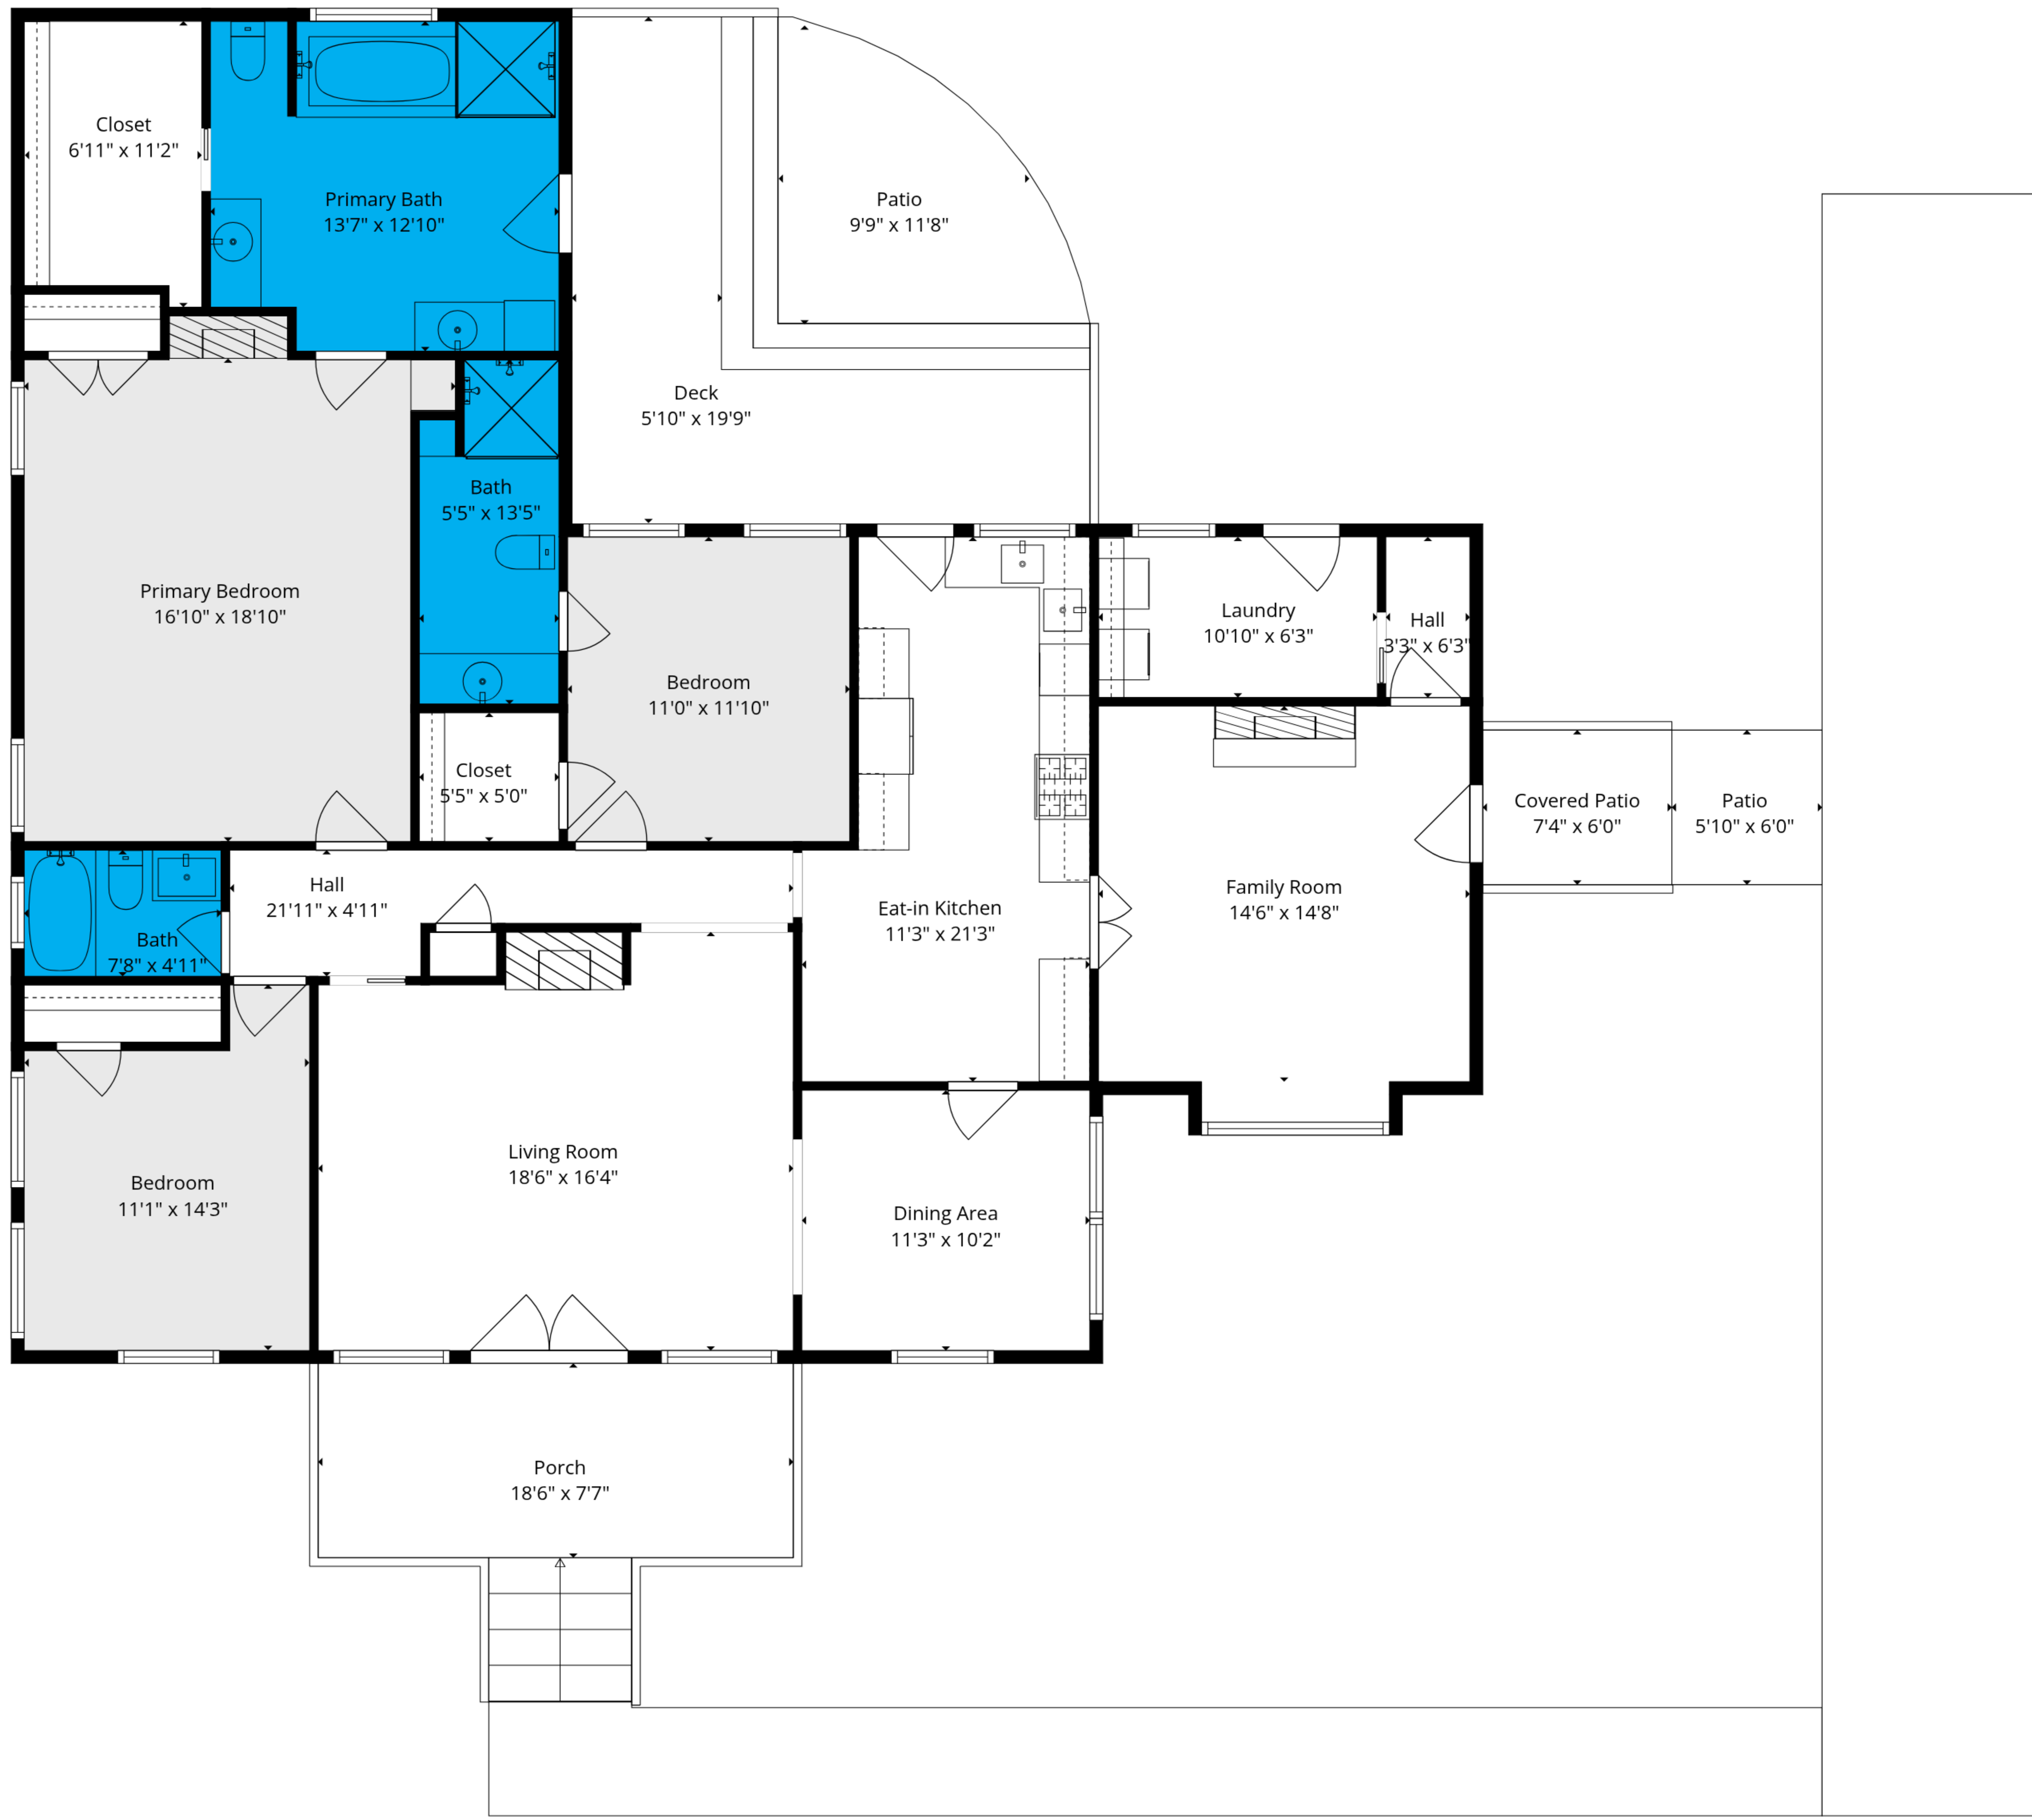 Closet
6'11" x 11'2"
Primary Bath
13'7" x 12'10"
Patio
9'9" x 11'8"
Deck
5'10" x 19'9"
Bath
5'5" x 13'5"
Primary Bedroom
16'10" x 18'10"
Laundry
10'10" x 6'3"
Hall
3'3" x 6'3"
Bedroom
11'0" x 11'10"
Closet
5'5" x 5'0"
Covered Patio
7'4" x 6'0"
Patio
5'10" x 6'0"
Hall
21'11" x 4'11"
Family Room
14'6" x 14'8"
Eat-in Kitchen
11'3" x 21'3"
Bath
7'8" x 4'11"
Living Room
18'6" x 16'4"
Bedroom
11'1" x 14'3"
Dining Area
11'3" x 10'2"
Porch
18'6" x 7'7"